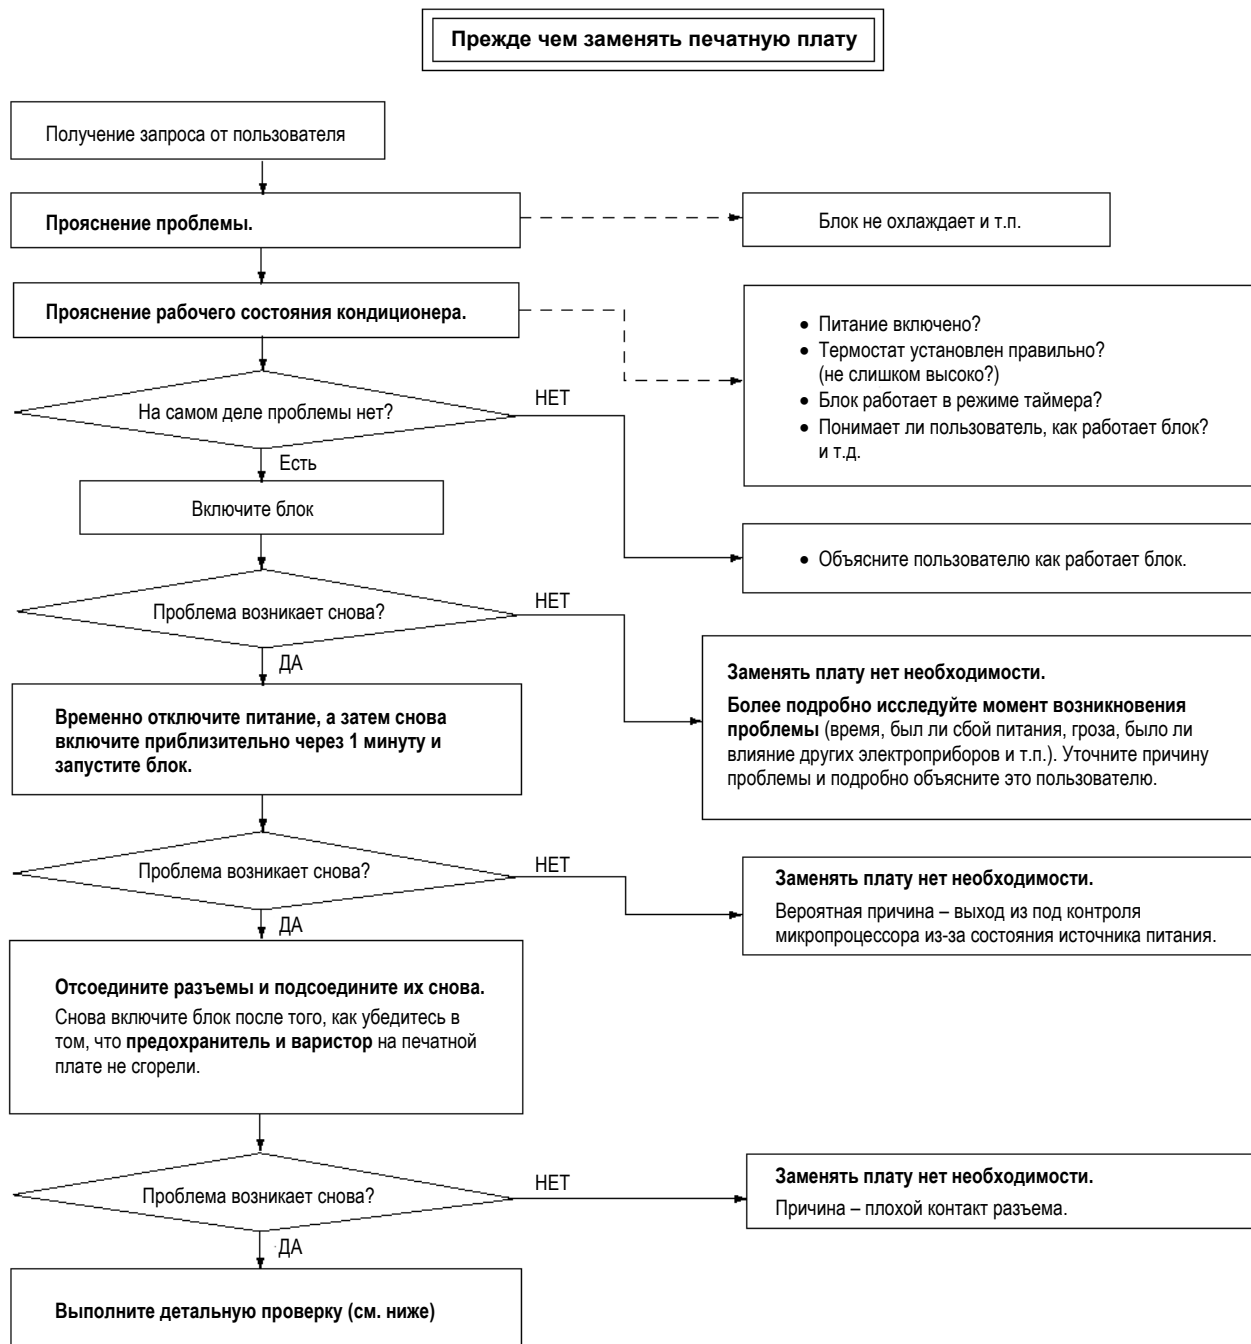 Прежде чем заменять печатную плату
Получение запроса от пользователя
Прояснение проблемы.
Блок не охлаждает и т.п.
Прояснение рабочего состояния кондиционера.
• Питание включено?
• Термостат установлен правильно?
(не слишком высоко?)
• Блок работает в режиме таймера?
• Понимает ли пользователь, как работает блок?
и т.д.
На самом деле проблемы нет?
НЕТ
Есть
Включите блок
• Объясните пользователю как работает блок.
Проблема возникает снова?
НЕТ
ДА
Заменять плату нет необходимости.
Более подробно исследуйте момент возникновения
проблемы (время, был ли сбой питания, гроза, было ли
влияние других электроприборов и т.п.). Уточните причину
проблемы и подробно объясните это пользователю.
Временно отключите питание, а затем снова
включите приблизительно через 1 минуту и
запустите блок.
Проблема возникает снова?
НЕТ
ДА
Заменять плату нет необходимости.
Вероятная причина – выход из под контроля
микропроцессора из-за состояния источника питания.
Отсоедините разъемы и подсоедините их снова.
Снова включите блок после того, как убедитесь в
том, что предохранитель и варистор на печатной
плате не сгорели.
Проблема возникает снова?
НЕТ
ДА
Заменять плату нет необходимости.
Причина – плохой контакт разъема.
Выполните детальную проверку (см. ниже)